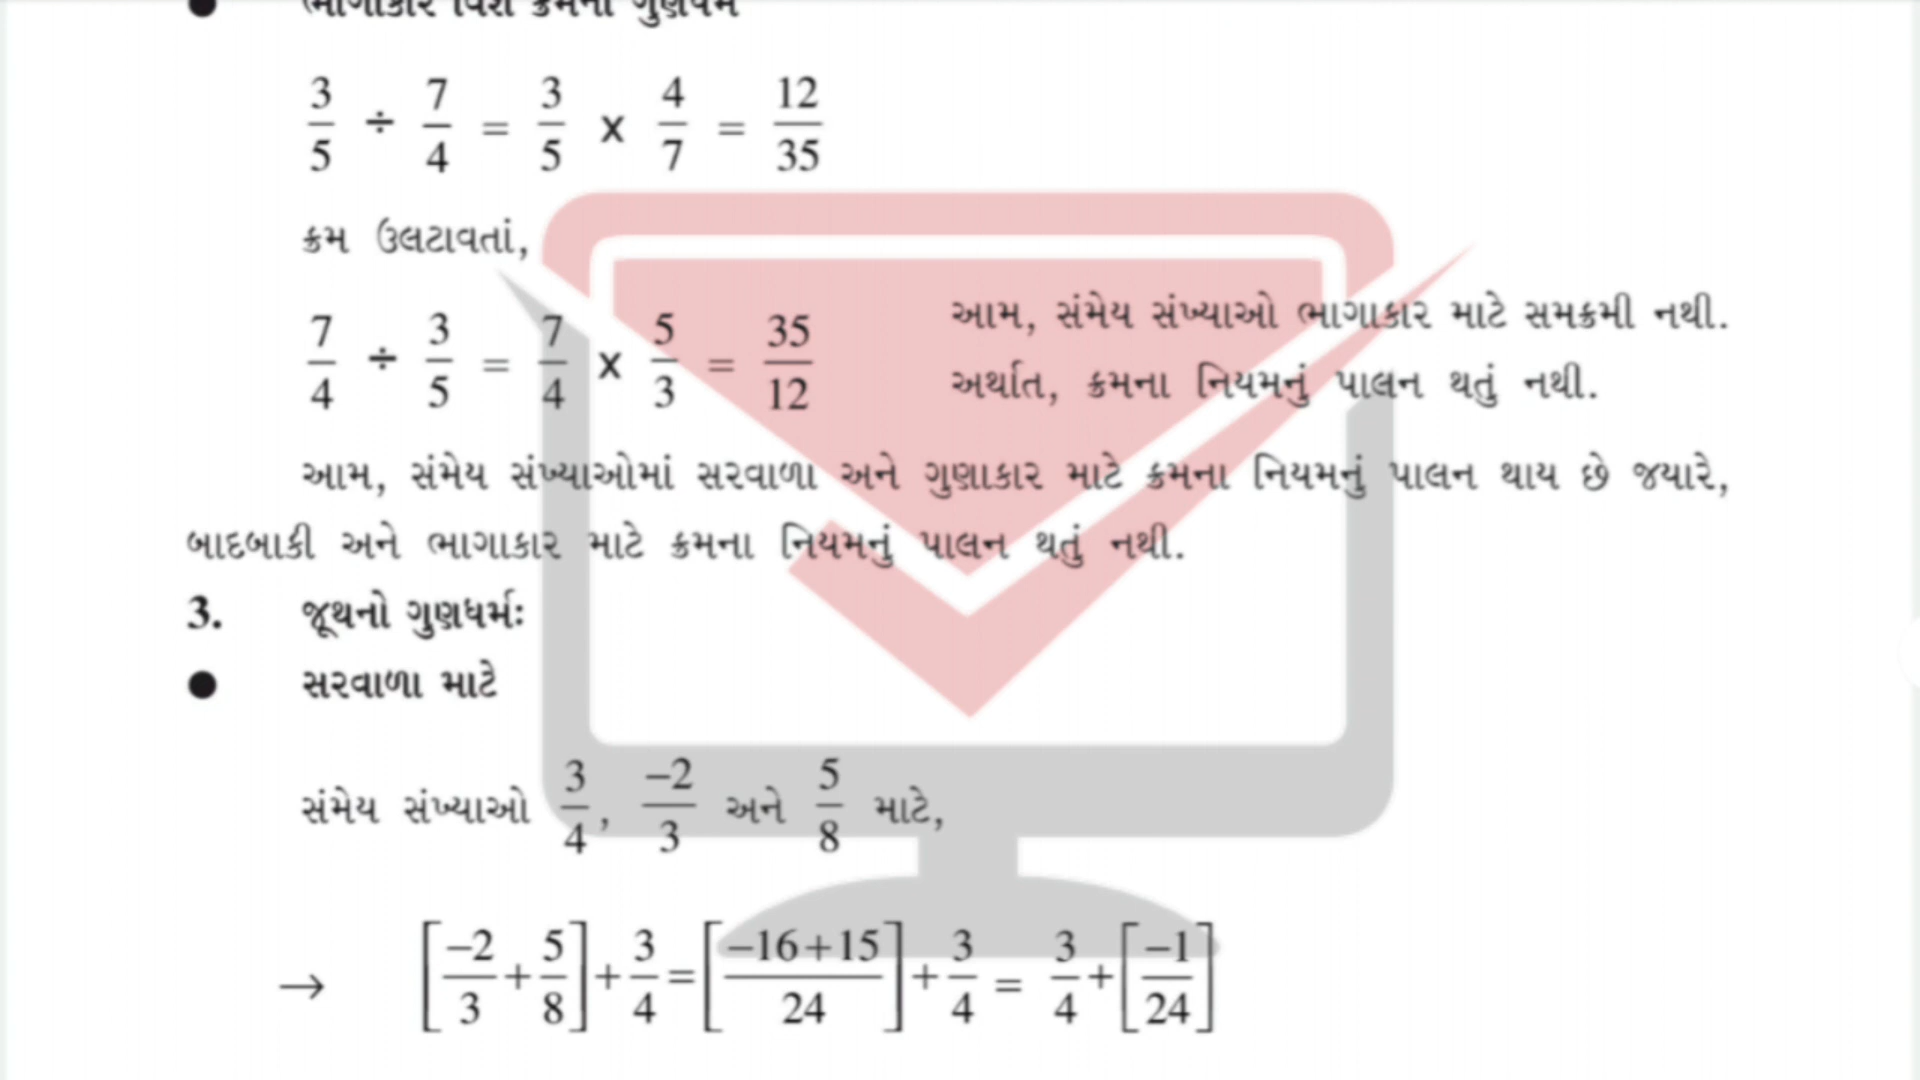 ● ભાગાકાર વિશે ક્રમનો ગુણધર્મ
3/5 ÷ 7/4 = 3/5 x 4/7 = 12/35
ક્રમ ઉલટાવતાં,
7/4 ÷ 3/5 = 7/4 x 5/3 = 35/12
આમ, સંમેય સંખ્યાઓ ભાગાકાર માટે સમક્રમી નથી.
અર્થાત, ક્રમના નિયમનું પાલન થતું નથી.
આમ, સંમેય સંખ્યાઓમાં સરવાળા અને ગુણાકાર માટે ક્રમના નિયમનું પાલન થાય છે જયારે,
બાદબાકી અને ભાગાકાર માટે ક્રમના નિયમનું પાલન થતું નથી.
3. જૂથનો ગુણધર્મઃ
● સરવાળા માટે
સંમેય સંખ્યાઓ 3/4, -2/3 અને 5/8 માટે,
→ [-2/3 + 5/8] + 3/4 = [(-16+15)/24] + 3/4 = 3/4 + [-1/24]